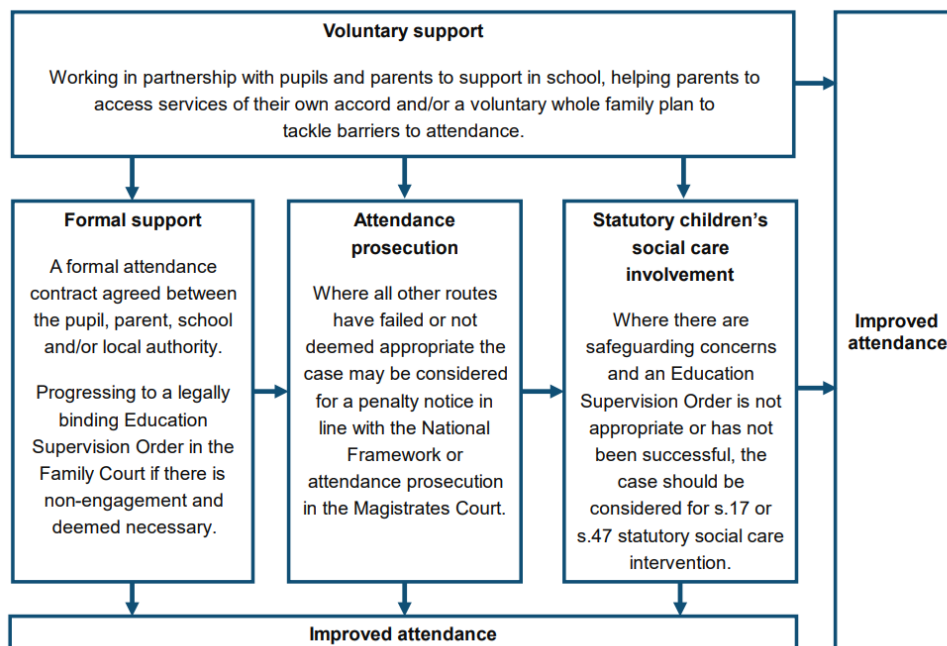 Voluntary support
Working in partnership with pupils and parents to support in school, helping parents to
access services of their own accord and/or a voluntary whole family plan to
tackle barriers to attendance.
Formal support
A formal attendance
contract agreed between
the pupil, parent, school
and/or local authority.
Progressing to a legally
binding Education
Supervision Order in the
Family Court if there is
non-engagement and
deemed necessary.
Attendance
prosecution
Where all other routes
have failed or not
deemed appropriate the
case may be considered
for a penalty notice in
line with the National
Framework or
attendance prosecution
in the Magistrates Court.
Statutory children’s
social care
involvement
Where there are
safeguarding concerns
and an Education
Supervision Order is not
appropriate or has not
been successful, the
case should be
considered for s.17 or
s.47 statutory social care
intervention.
Improved
attendance
Improved attendance